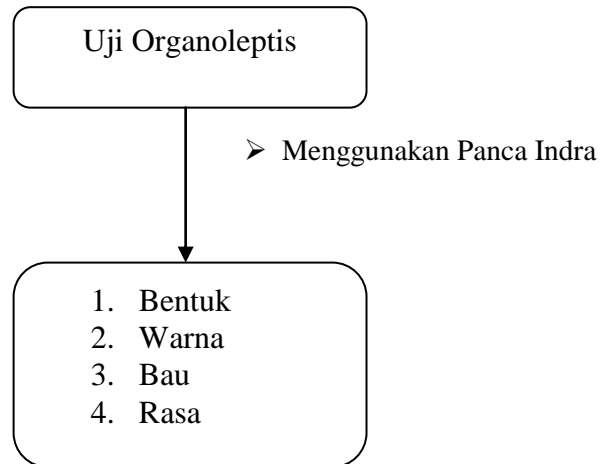 Uji Organoleptis
➢ Menggunakan Panca Indra
1. Bentuk
2. Warna
3. Bau
4. Rasa